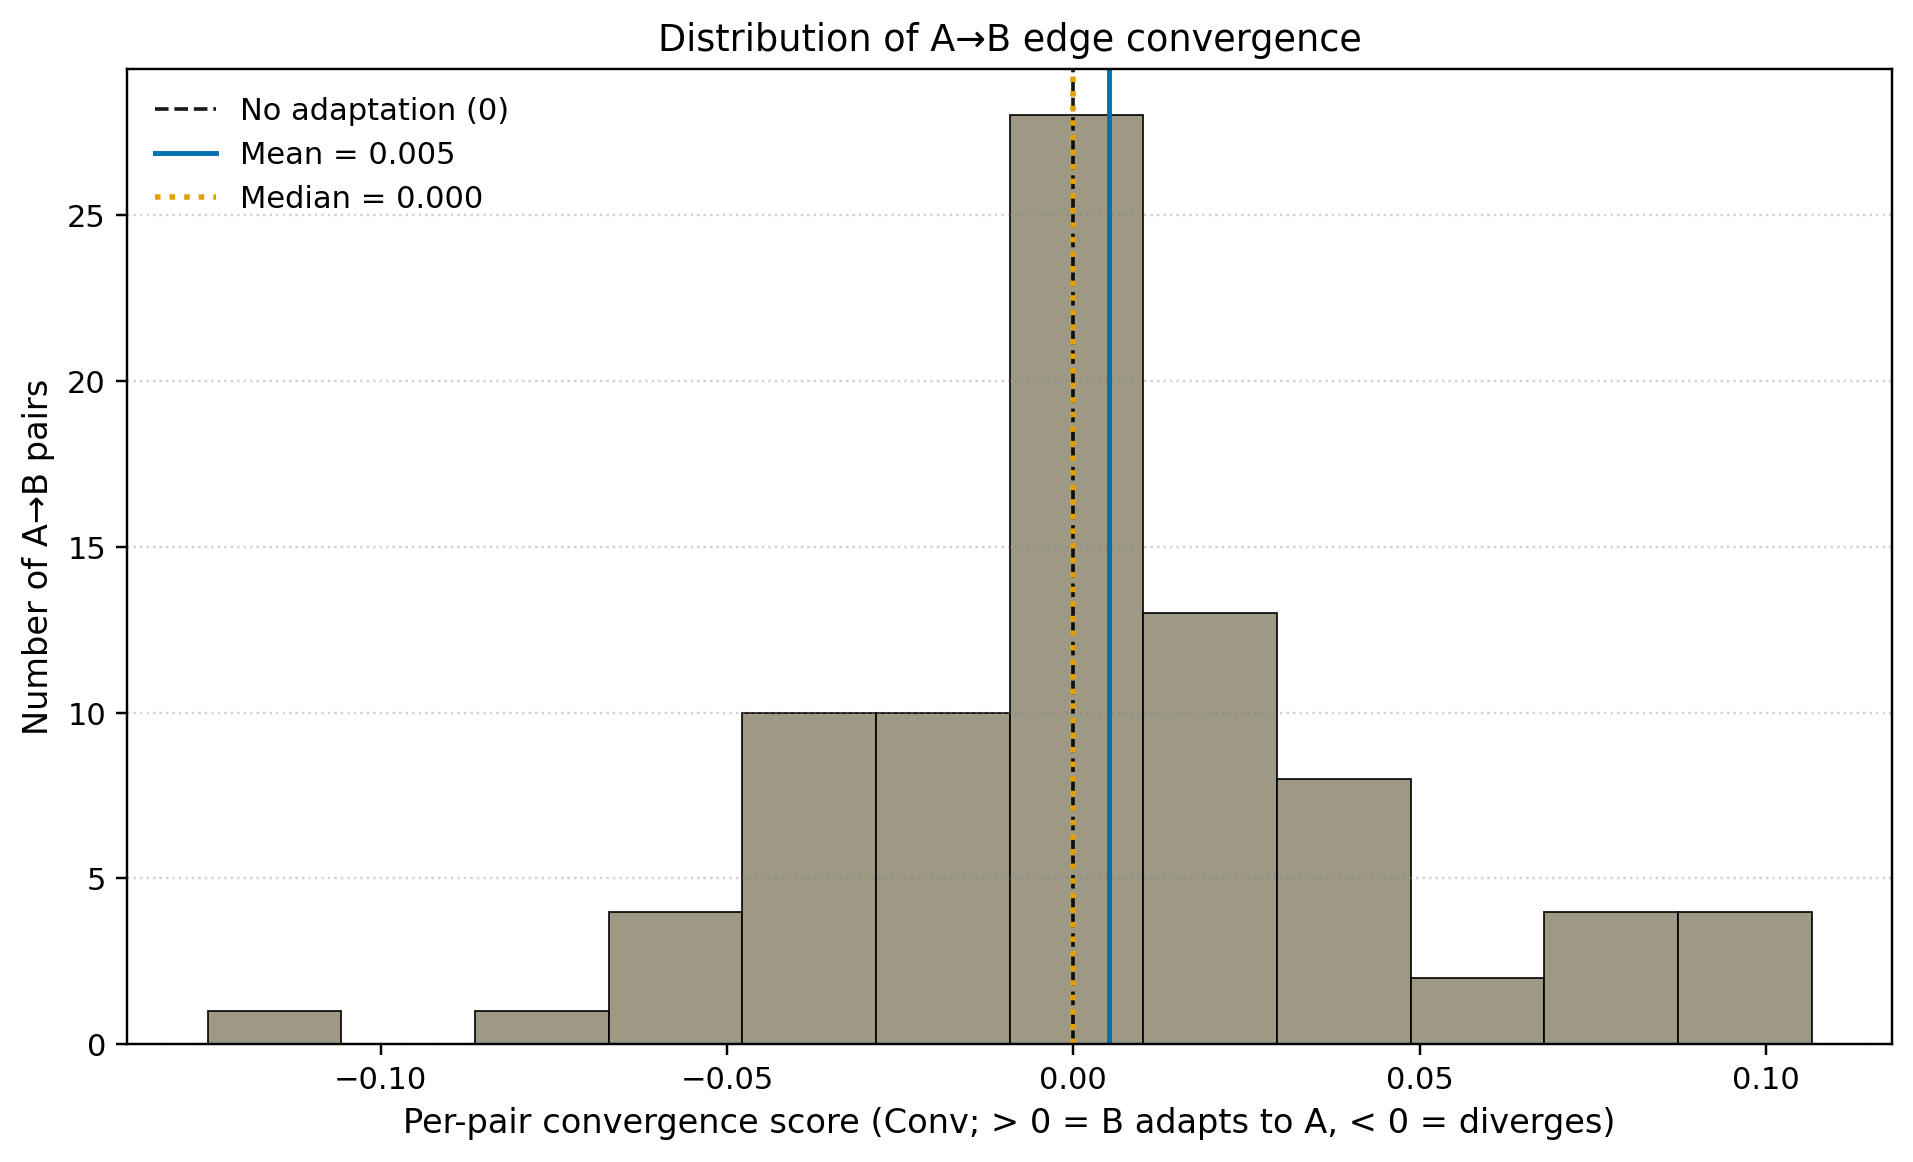 Distribution of A→B edge convergence
No adaptation (0)
Mean = 0.005
Median = 0.000
Number of A→B pairs
25
20
15
10
5
0
−0.10
−0.05
0.00
0.05
0.10
Per-pair convergence score (Conv; > 0 = B adapts to A, < 0 = diverges)